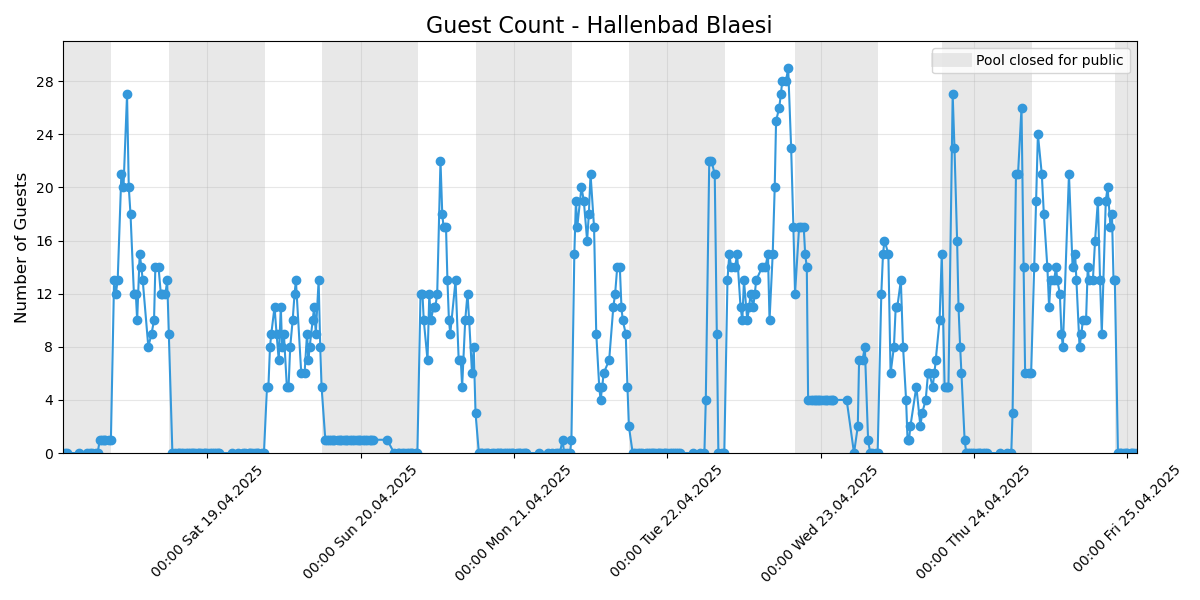 Guest Count - Hallenbad Blaesi
Pool closed for public
Number of Guests
28
24
20
16
12
8
4
0
00:00 Sat 19.04.2025
00:00 Sun 20.04.2025
00:00 Mon 21.04.2025
00:00 Tue 22.04.2025
00:00 Wed 23.04.2025
00:00 Thu 24.04.2025
00:00 Fri 25.04.2025